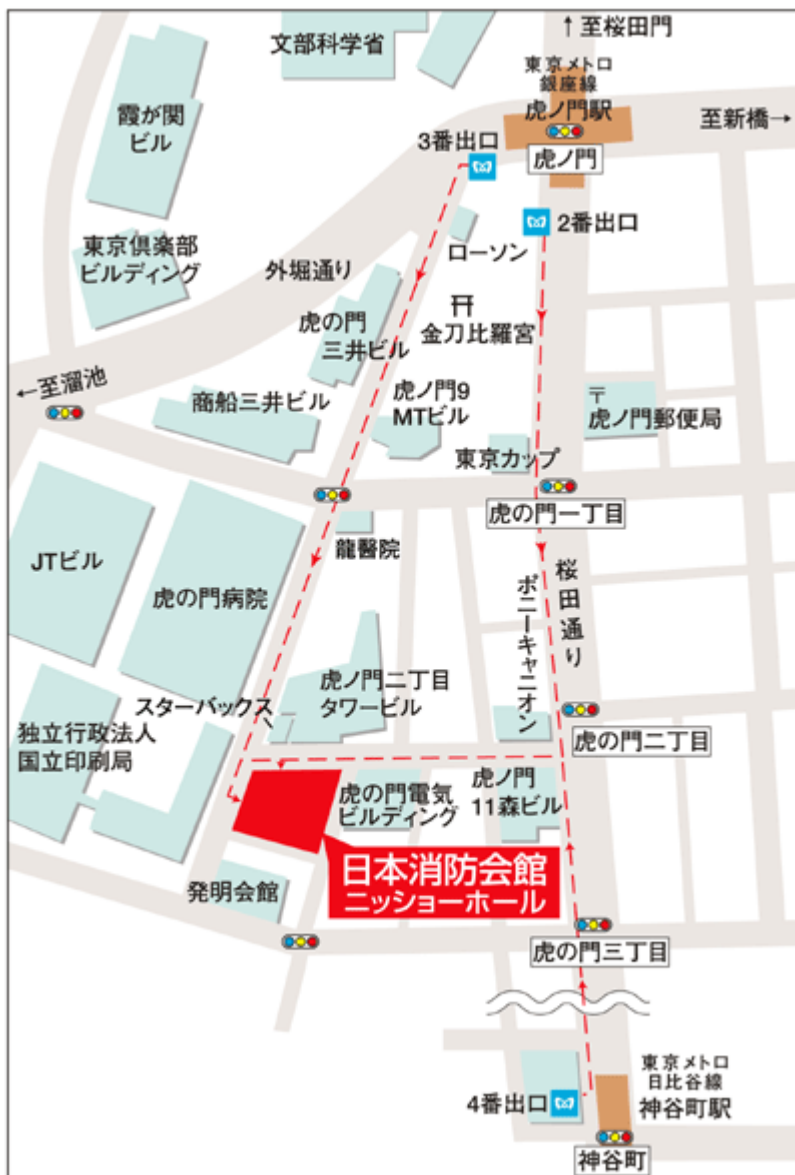 ↑至桜田門
文部科学省
東京メトロ
銀座線
虎ノ門駅
霞が関
ビル
至新橋→
3番出口
虎ノ門
2番出口
東京倶楽部
ビルディング
ローソン
外堀通り
虎の門
三井ビル
金刀比羅宮
←至溜池
商船三井ビル
虎ノ門9
MTビル
〒
虎ノ門郵便局
東京カップ
虎の門一丁目
龍醫院
JTビル
虎の門病院
桜田通り
ポニーキャニオン
虎ノ門二丁目
タワービル
スターバックス
独立行政法人
国立印刷局
虎の門二丁目
虎の門電気
ビルディング
虎ノ門
11森ビル
日本消防会館
ニッショーホール
発明会館
虎の門三丁目
東京メトロ
日比谷線
神谷町駅
4番出口
神谷町